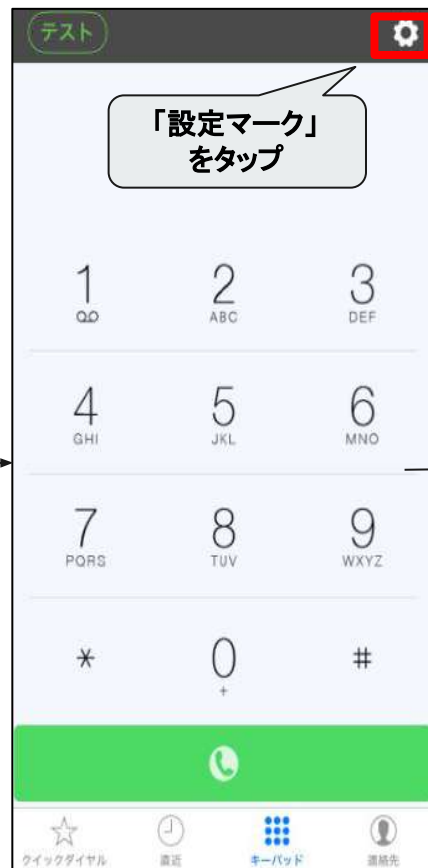 テスト
「設定マーク」
をタップ
1
2
ABC
3
DEF
4
GHI
5
JKL
6
MNO
7
PQRS
8
TUV
9
WXYZ
*
0
+
#
クイックダイヤル
直近
キーパッド
連絡先